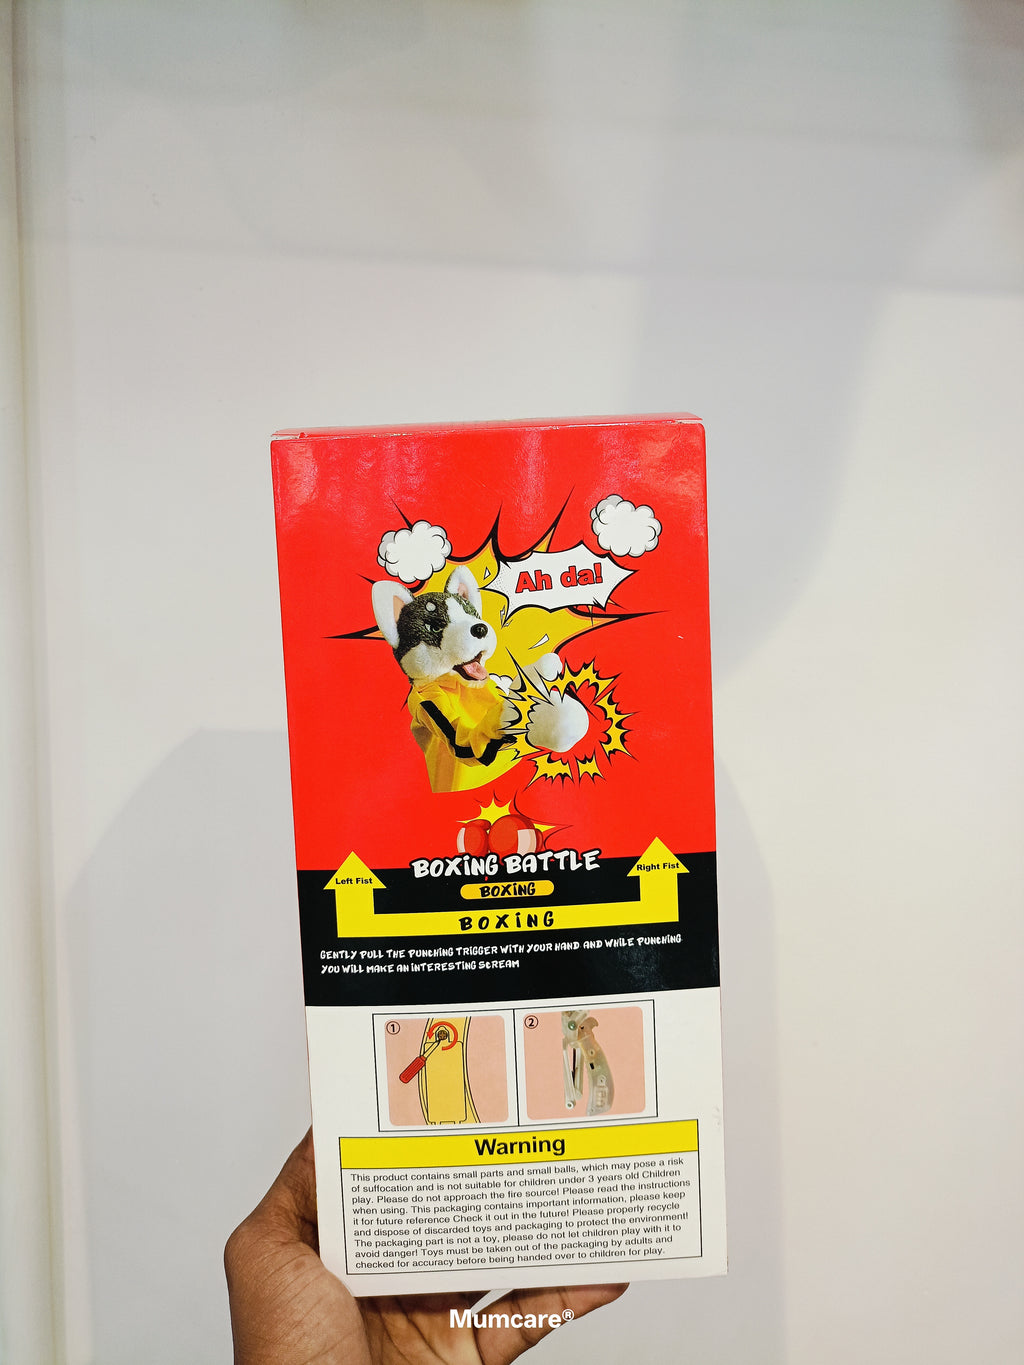 Ah da!
BOXING BATTLE
BOXING
Left Fist
Right Fist
BOXING
GENTLY PULL THE PUNCHING TRIGGER WITH YOUR HAND AND WHILE PUNCHING
YOU WILL MAKE AN INTERESTING SCREAM
1
2
Warning
This product contains small parts and small balls, which may pose a risk
of suffocation and is not suitable for children under 3 years old Children
play. Please do not approach the fire source! Please read the instructions
when using. This packaging contains important information, please keep
it for future reference Check it out in the future! Please properly recycle
and dispose of discarded toys and packaging to protect the environment!
The packaging part is not a toy, please do not let children play with it to
avoid danger! Toys must be taken out of the packaging by adults and
checked for accuracy before being handed over to children for play.
Mumcare®